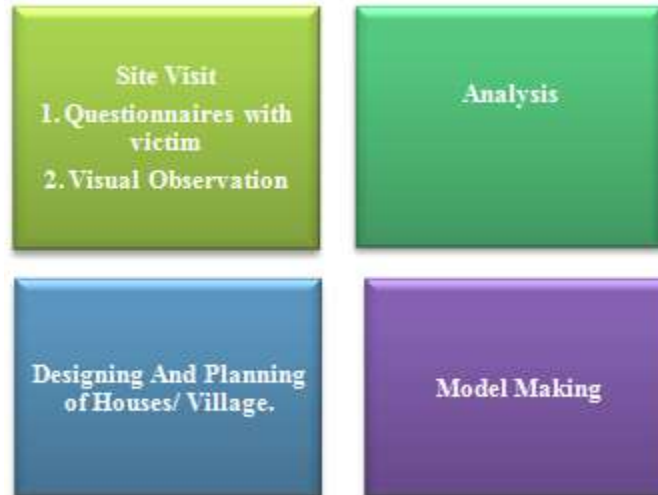 Site Visit
1. Questionnaires with
victim
2. Visual Observation
Analysis
Designing And Planning
of Houses/ Village.
Model Making